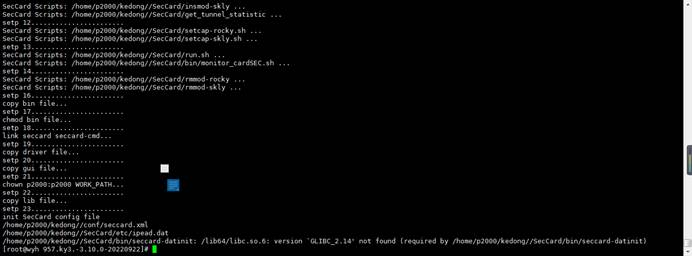 SecCard Scripts: /home/p2000/kedong//SecCard/insmod-skly ...
SecCard Scripts: /home/p2000/kedong//SecCard/get_tunnel_statistic ...
setp 12.......................
SecCard Scripts: /home/p2000/kedong//SecCard/setcap-rocky.sh ...
SecCard Scripts: /home/p2000/kedong//SecCard/setcap-skly.sh ...
setp 13.......................
SecCard Scripts: /home/p2000/kedong//SecCard/run.sh ...
SecCard Scripts: /home/p2000/kedong//SecCard/bin/monitor_cardSEC.sh ...
setp 14.......................
SecCard Scripts: /home/p2000/kedong//SecCard/rmmod-rocky ...
SecCard Scripts: /home/p2000/kedong//SecCard/rmmod-skly ...
setp 16.......................
copy bin file...
setp 17.......................
chmod bin file...
setp 18.......................
link seccard seccard-cmd...
setp 19.......................
copy driver file...
setp 20.......................
copy gui file...
setp 21.......................
chown p2000:p2000 WORK_PATH...
setp 22.......................
copy lib file...
setp 23.......................
init SecCard config file
/home/p2000/kedong//conf/seccard.xml
/home/p2000/kedong//SecCard/etc/ipead.dat
/home/p2000/kedong//SecCard/bin/seccard-datinit: /lib64/libc.so.6: version `GLIBC_2.14' not found (required by /home/p2000/kedong//SecCard/bin/seccard-datinit)
[root@wyh 957.ky3.-3.10.0-20220922]#